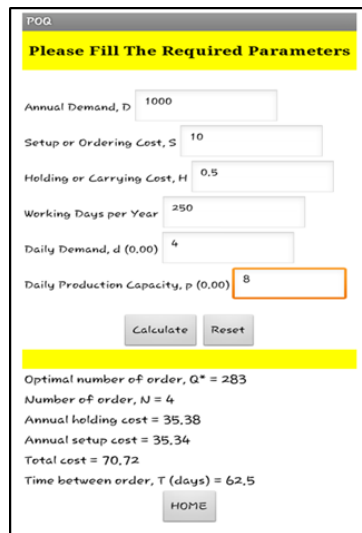 POQ
Please Fill The Required Parameters
Annual Demand, D 1000
Setup or Ordering Cost, S 10
Holding or Carrying Cost, H 0.5
Working Days per Year 250
Daily Demand, d (0.00) 4
Daily Production Capacity, p (0.00) 8
Calculate Reset
Optimal number of order, Q* = 283
Number of order, N = 4
Annual holding cost = 35.38
Annual setup cost = 35.34
Total cost = 70.72
Time between order, T (days) = 62.5
HOME